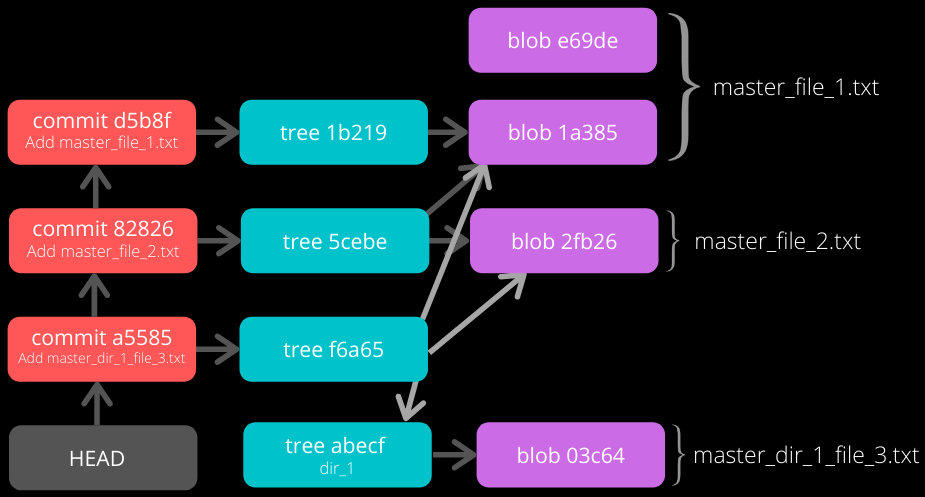 blob e69de
master_file_1.txt
commit d5b8f
Add master_file_1.txt
tree 1b219
blob 1a385
commit 82826
Add master_file_2.txt
tree 5cebe
blob 2fb26
master_file_2.txt
commit a5585
Add master_dir_1_file_3.txt
tree f6a65
HEAD
tree abecf
dir_1
blob 03c64
master_dir_1_file_3.txt